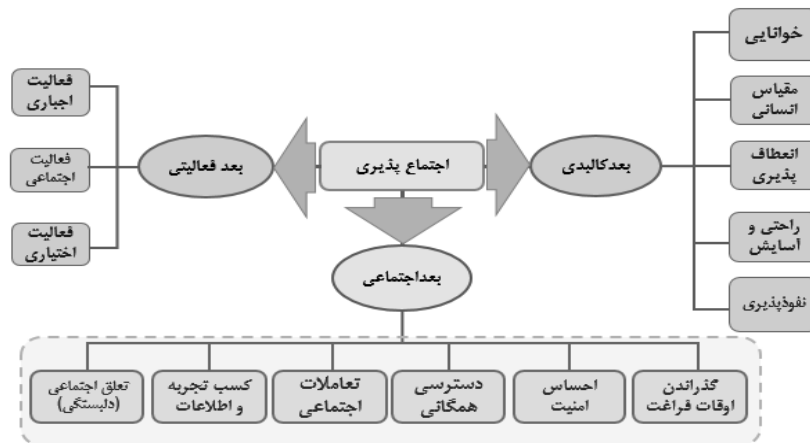 خوانایی
مقیاس
انسانی
انعطاف
پذیری
راحتی و
آسایش
نفوذپذیری
بعدکالبدی
اجتماع پذیری
بعد فعالیتی
فعالیت
اجباری
فعالیت
اجتماعی
فعالیت
اختیاری
بعداجتماعی
گذراندن
اوقات فراغت
احساس
امنیت
دسترسی
همگانی
تعاملات
اجتماعی
کسب تجربه
و اطلاعات
تعلق اجتماعی
(دلبستگی)